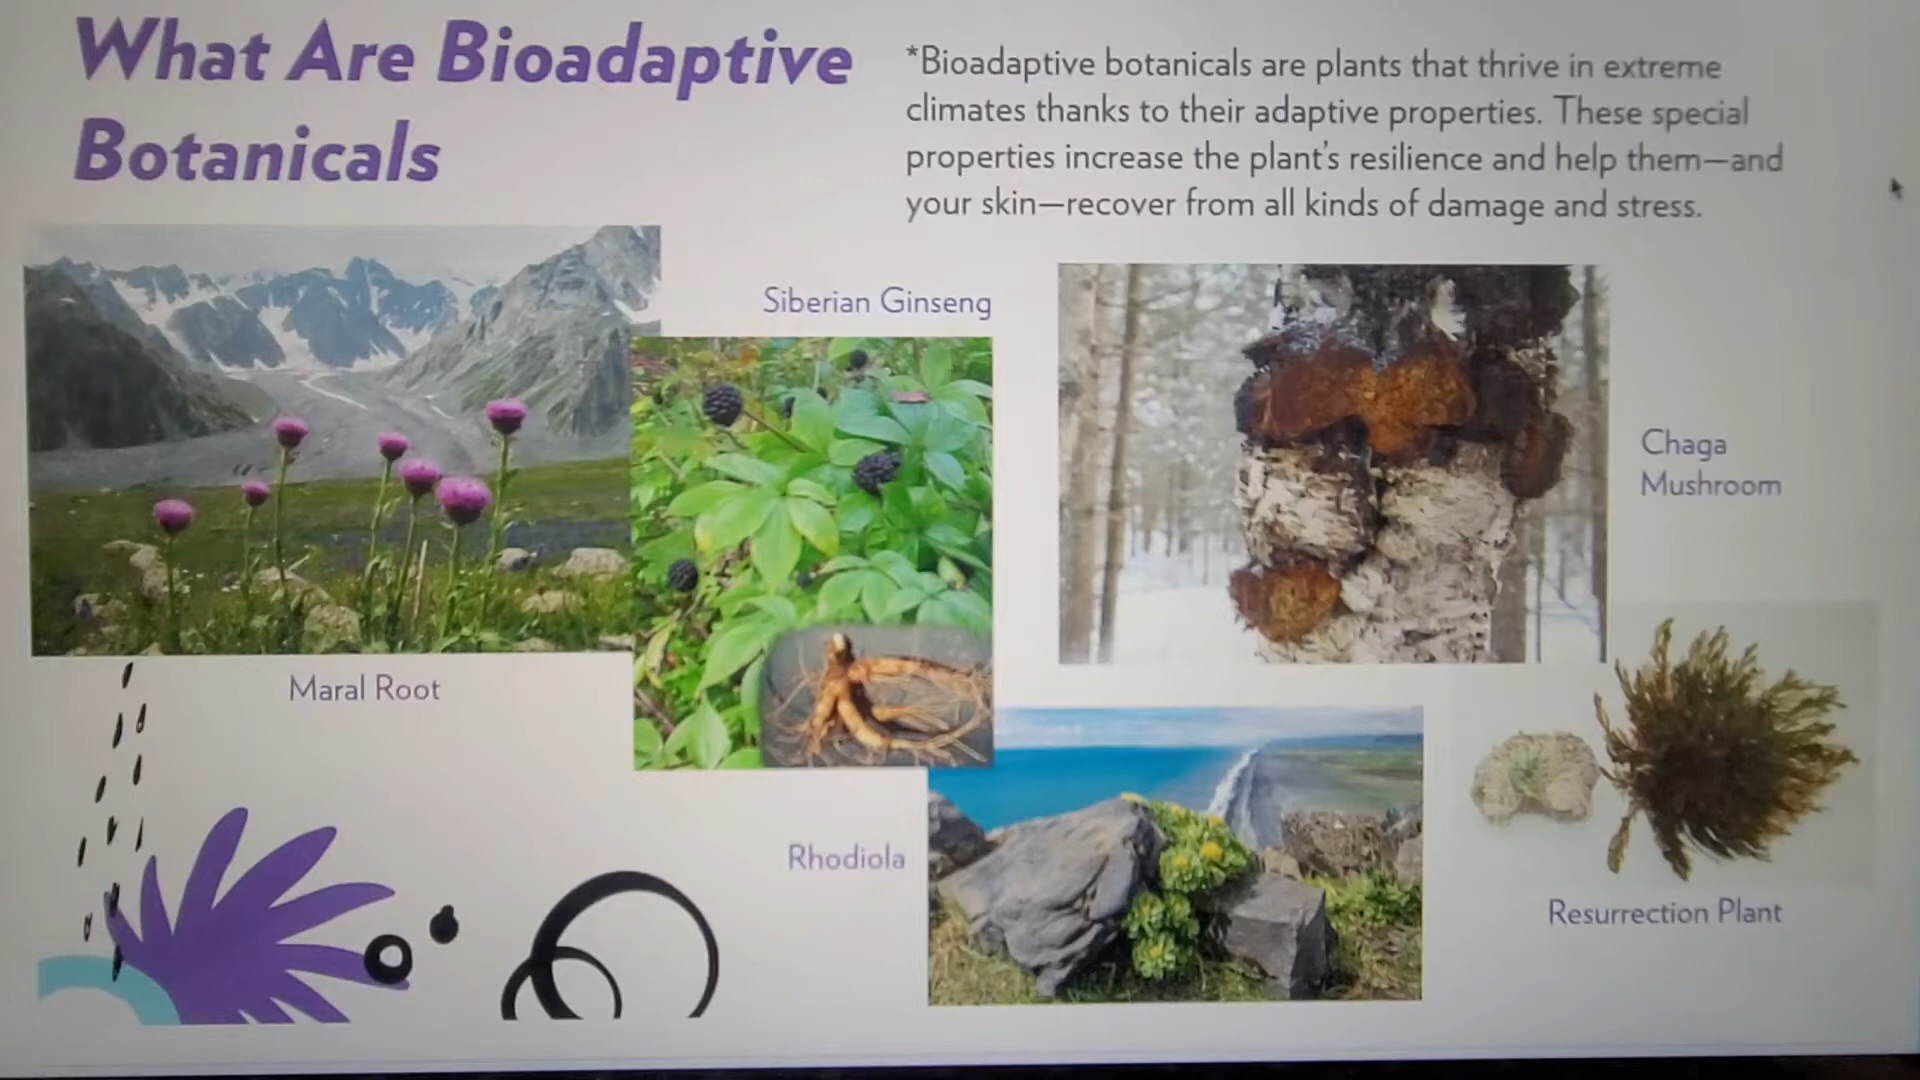 What Are Bioadaptive
Botanicals
*Bioadaptive botanicals are plants that thrive in extreme
climates thanks to their adaptive properties. These special
properties increase the plant's resilience and help them—and
your skin—recover from all kinds of damage and stress.
Siberian Ginseng
Chaga
Mushroom
Maral Root
Rhodiola
Resurrection Plant